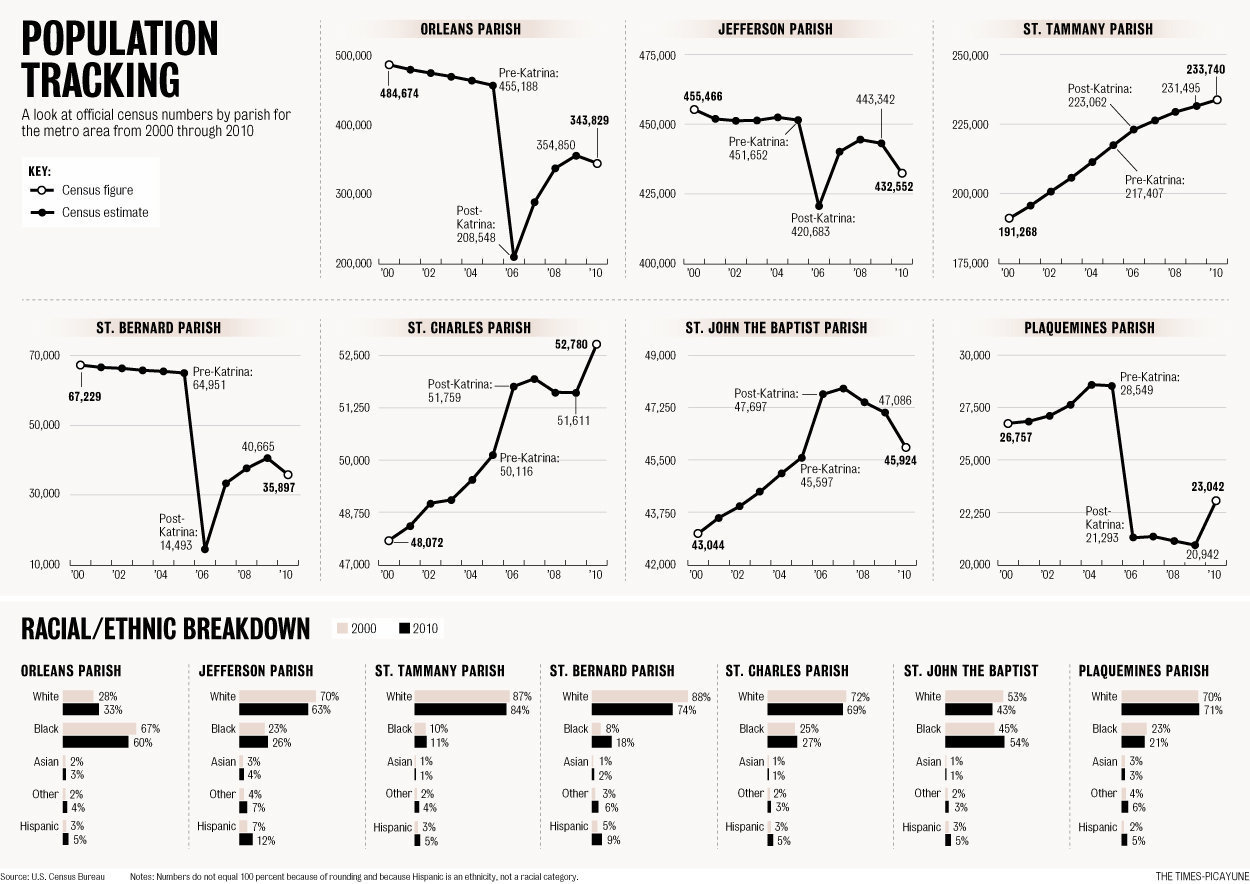 POPULATION
TRACKING
A look at official census numbers by parish for
the metro area from 2000 through 2010
KEY:
Census figure
Census estimate
ORLEANS PARISH
500,000
400,000
300,000
200,000
484,674
Pre-Katrina:
455,188
Post-
Katrina:
208,548
354,850
343,829
'00 '02 '04 '06 '08 '10
JEFFERSON PARISH
475,000
450,000
425,000
400,000
455,466
Pre-Katrina:
451,652
Post-Katrina:
420,683
443,342
432,552
'00 '02 '04 '06 '08 '10
ST. TAMMANY PARISH
250,000
225,000
200,000
175,000
191,268
Pre-Katrina:
217,407
Post-Katrina:
223,062
231,495
233,740
'00 '02 '04 '06 '08 '10
ST. BERNARD PARISH
70,000
50,000
30,000
10,000
67,229
Pre-Katrina:
64,951
Post-
Katrina:
14,493
40,665
35,897
'00 '02 '04 '06 '08 '10
ST. CHARLES PARISH
52,500
51,250
50,000
48,750
47,000
48,072
Pre-Katrina:
50,116
Post-Katrina:
51,759
51,611
52,780
'00 '02 '04 '06 '08 '10
ST. JOHN THE BAPTIST PARISH
49,000
47,250
45,500
43,750
42,000
43,044
Pre-Katrina:
45,597
Post-Katrina:
47,697
47,086
45,924
'00 '02 '04 '06 '08 '10
PLAQUEMINES PARISH
30,000
27,500
25,000
22,250
20,000
26,757
Pre-Katrina:
28,549
Post-
Katrina:
21,293
20,942
23,042
'00 '02 '04 '06 '08 '10
RACIAL/ETHNIC BREAKDOWN
2000 2010
ORLEANS PARISH
White 28%
33%
Black 67%
60%
Asian 2%
3%
Other 2%
4%
Hispanic 3%
5%
JEFFERSON PARISH
White 70%
63%
Black 23%
26%
Asian 3%
4%
Other 4%
7%
Hispanic 7%
12%
ST. TAMMANY PARISH
White 87%
84%
Black 10%
11%
Asian 1%
1%
Other 2%
4%
Hispanic 3%
5%
ST. BERNARD PARISH
White 88%
74%
Black 8%
18%
Asian 1%
2%
Other 3%
6%
Hispanic 5%
9%
ST. CHARLES PARISH
White 72%
69%
Black 25%
27%
Asian 1%
1%
Other 2%
3%
Hispanic 3%
5%
ST. JOHN THE BAPTIST
White 53%
43%
Black 45%
54%
Asian 1%
1%
Other 2%
3%
Hispanic 3%
5%
PLAQUEMINES PARISH
White 70%
71%
Black 23%
21%
Asian 3%
3%
Other 4%
6%
Hispanic 2%
5%
Source: U.S. Census Bureau Notes: Numbers do not equal 100 percent because of rounding and because Hispanic is an ethnicity, not a racial category.
THE TIMES-PICAYUNE